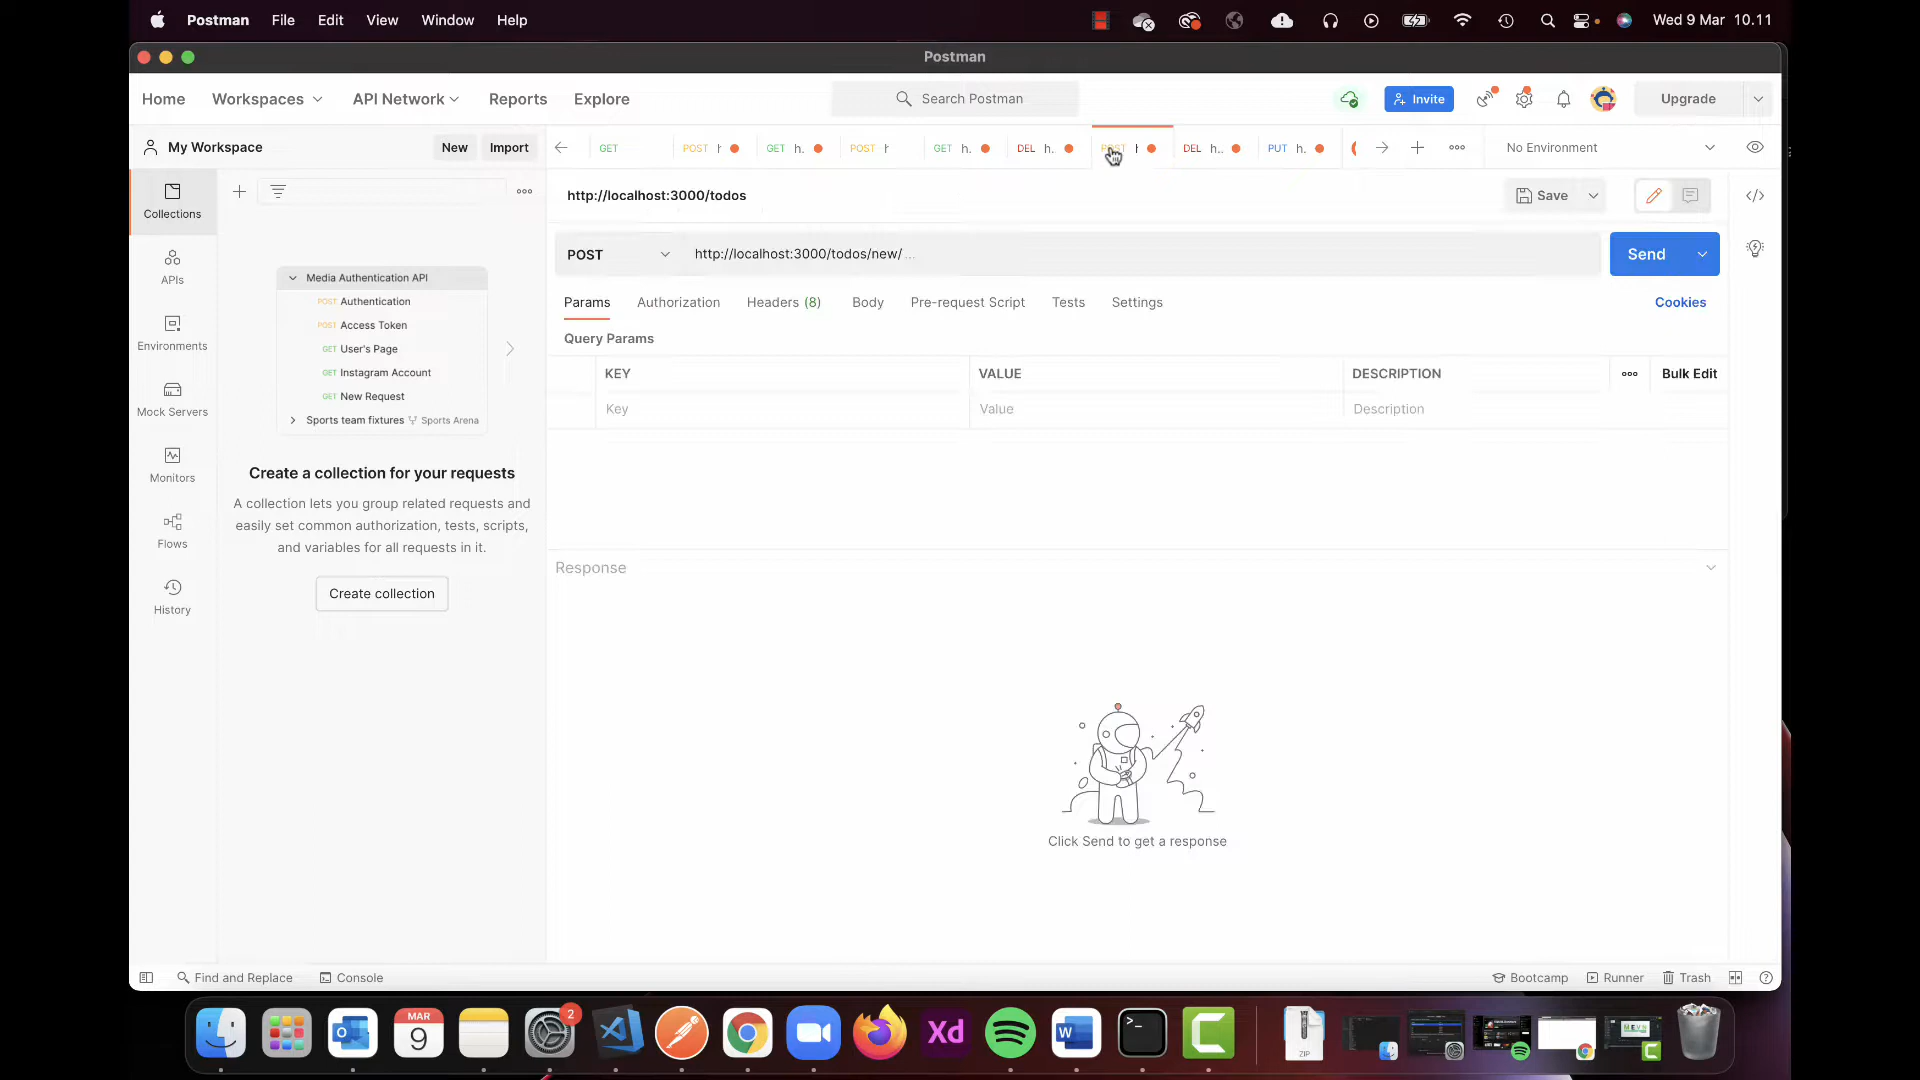 Postman File Edit View Window Help
Wed 9 Mar 10.11
Postman
Home Workspaces API Network Reports Explore
Search Postman
Invite
Upgrade
My Workspace
New Import
GET
POST
GET h.
POST
GET h.
DEL h.
POST
DEL h..
PUT h.
No Environment
Collections
APIs
Environments
Mock Servers
Monitors
Flows
History
Media Authentication API
POST Authentication
POST Access Token
GET User's Page
GET Instagram Account
GET New Request
Sports team fixtures Sports Arena
Create a collection for your requests
A collection lets you group related requests and
easily set common authorization, tests, scripts,
and variables for all requests in it.
Create collection
http://localhost:3000/todos
Save
POST
http://localhost:3000/todos/new/ ...
Send
Params Authorization Headers (8) Body Pre-request Script Tests Settings
Cookies
Query Params
KEY VALUE DESCRIPTION
Bulk Edit
Key Value Description
Response
Click Send to get a response
Find and Replace Console
Bootcamp Runner Trash
MAR
9
2
Xd
W
>_
C
ZIP